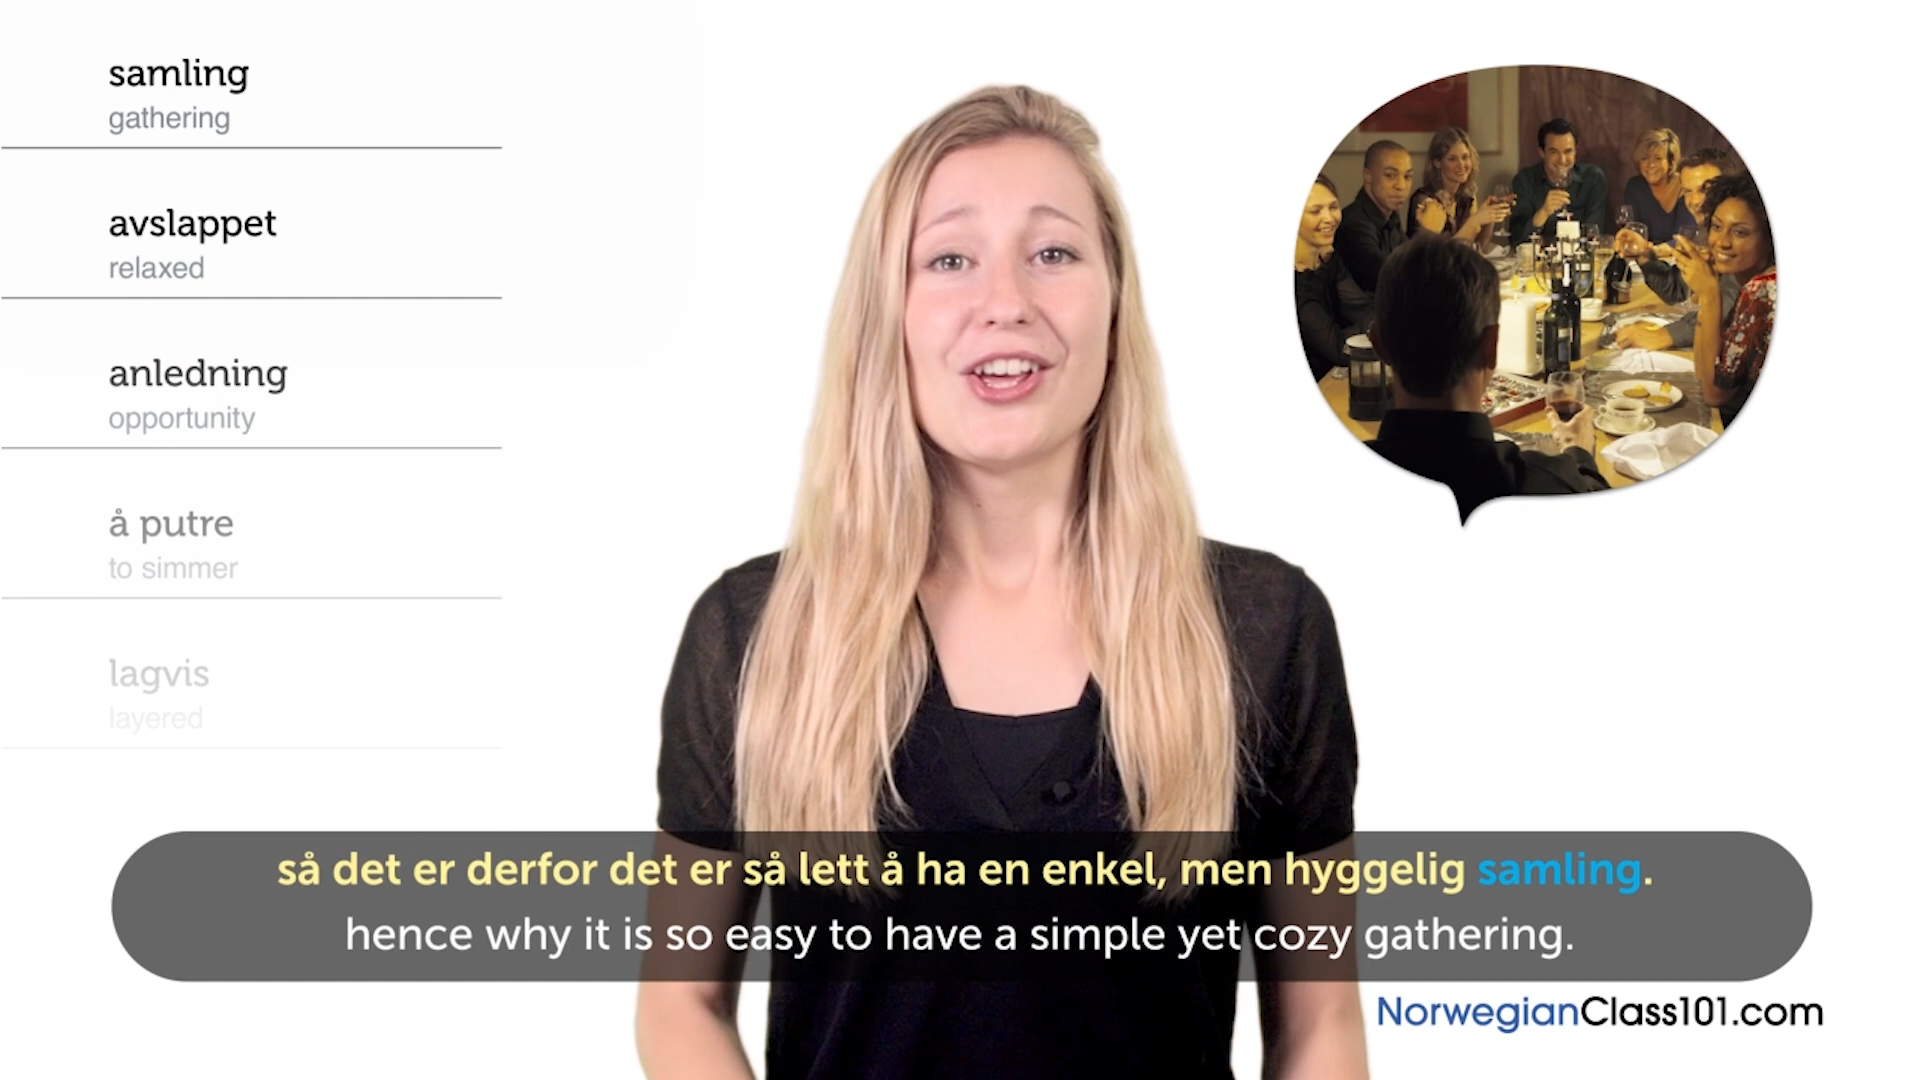 samling
gathering
avslappet
relaxed
anledning
opportunity
å putre
to simmer
lagvis
layered
så det er derfor det er så lett å ha en enkel, men hyggelig samling.
hence why it is so easy to have a simple yet cozy gathering.
NorwegianClass101.com